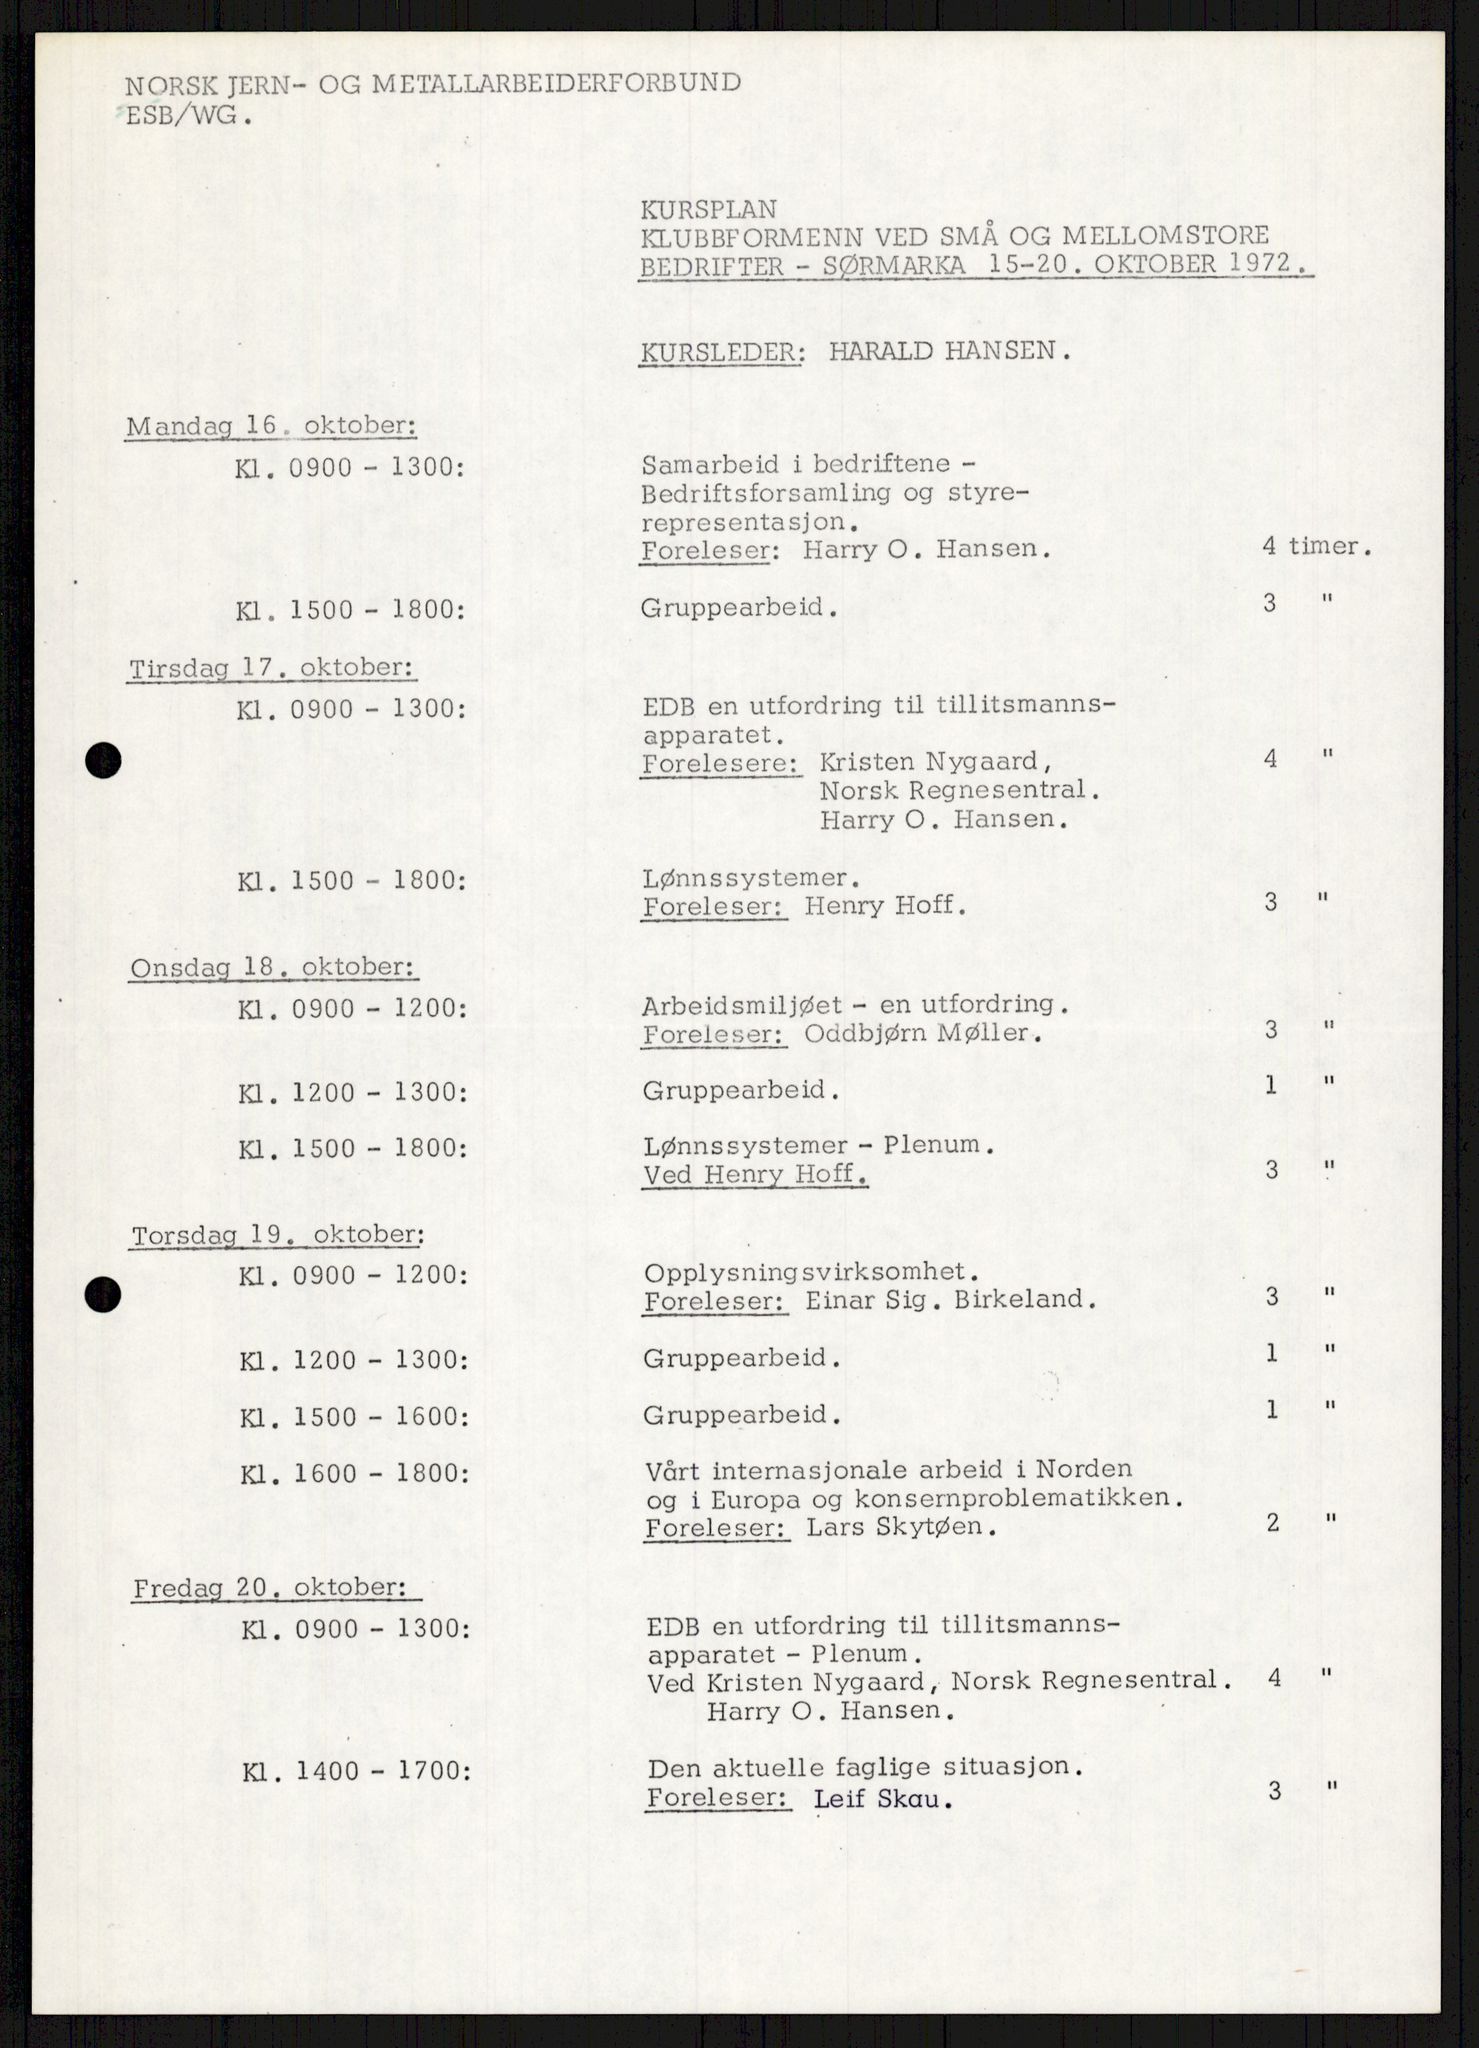 NORSK JERN- OG METALLARBEIDERFORBUND
ESB/WG.
KURSPLAN
KLUBBFORMENN VED SMÅ OG MELLOMSTORE
BEDRIFTER - SØRMARKA 15-20. OKTOBER 1972.
KURSLEDER: HARALD HANSEN.
Mandag 16. oktober:
Kl. 0900 - 1300: Samarbeid i bedriftene -
Bedriftsforsamling og styre-
representasjon.
Foreleser: Harry O. Hansen. 4 timer.
Kl. 1500 - 1800: Gruppearbeid. 3 "
Tirsdag 17. oktober:
Kl. 0900 - 1300: EDB en utfordring til tillitsmanns-
apparatet.
Forelesere: Kristen Nygaard, 4 "
Norsk Regnesentral.
Harry O. Hansen.
Kl. 1500 - 1800: Lønnssystemer.
Foreleser: Henry Hoff. 3 "
Onsdag 18. oktober:
Kl. 0900 - 1200: Arbeidsmiljøet - en utfordring.
Foreleser: Oddbjørn Møller. 3 "
Kl. 1200 - 1300: Gruppearbeid. 1 "
Kl. 1500 - 1800: Lønnssystemer - Plenum.
Ved Henry Hoff. 3 "
Torsdag 19. oktober:
Kl. 0900 - 1200: Opplysningsvirksomhet.
Foreleser: Einar Sig. Birkeland. 3 "
Kl. 1200 - 1300: Gruppearbeid. 1 "
Kl. 1500 - 1600: Gruppearbeid. 1 "
Kl. 1600 - 1800: Vårt internasjonale arbeid i Norden
og i Europa og konsernproblematikken.
Foreleser: Lars Skytøen. 2 "
Fredag 20. oktober:
Kl. 0900 - 1300: EDB en utfordring til tillitsmanns-
apparatet - Plenum.
Ved Kristen Nygaard, Norsk Regnesentral. 4 "
Harry O. Hansen.
Kl. 1400 - 1700: Den aktuelle faglige situasjon.
Foreleser: Leif Skau. 3 "